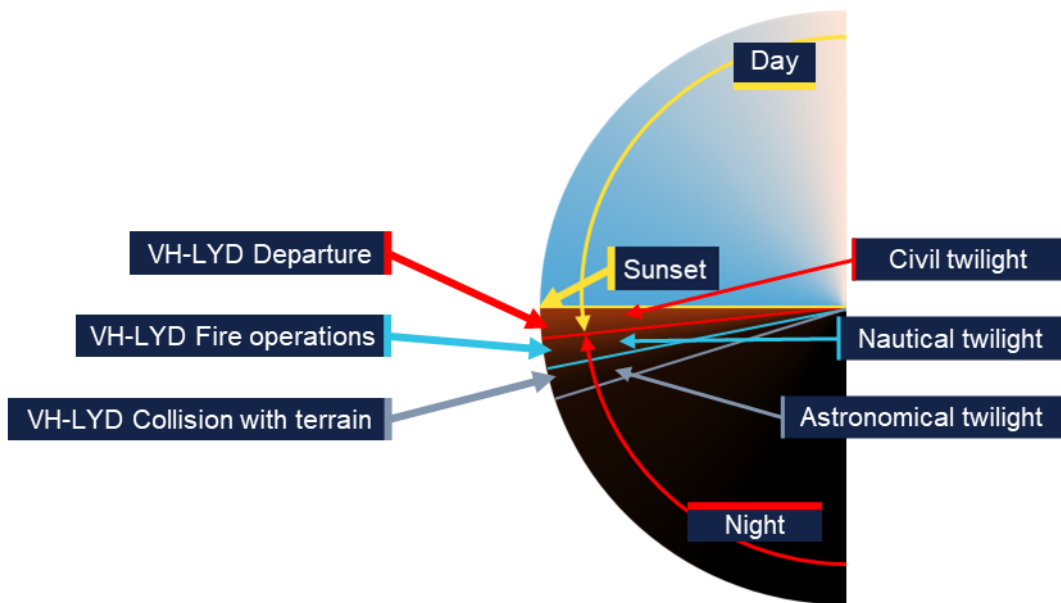 Day
VH-LYD Departure
Sunset
Civil twilight
VH-LYD Fire operations
Nautical twilight
VH-LYD Collision with terrain
Astronomical twilight
Night